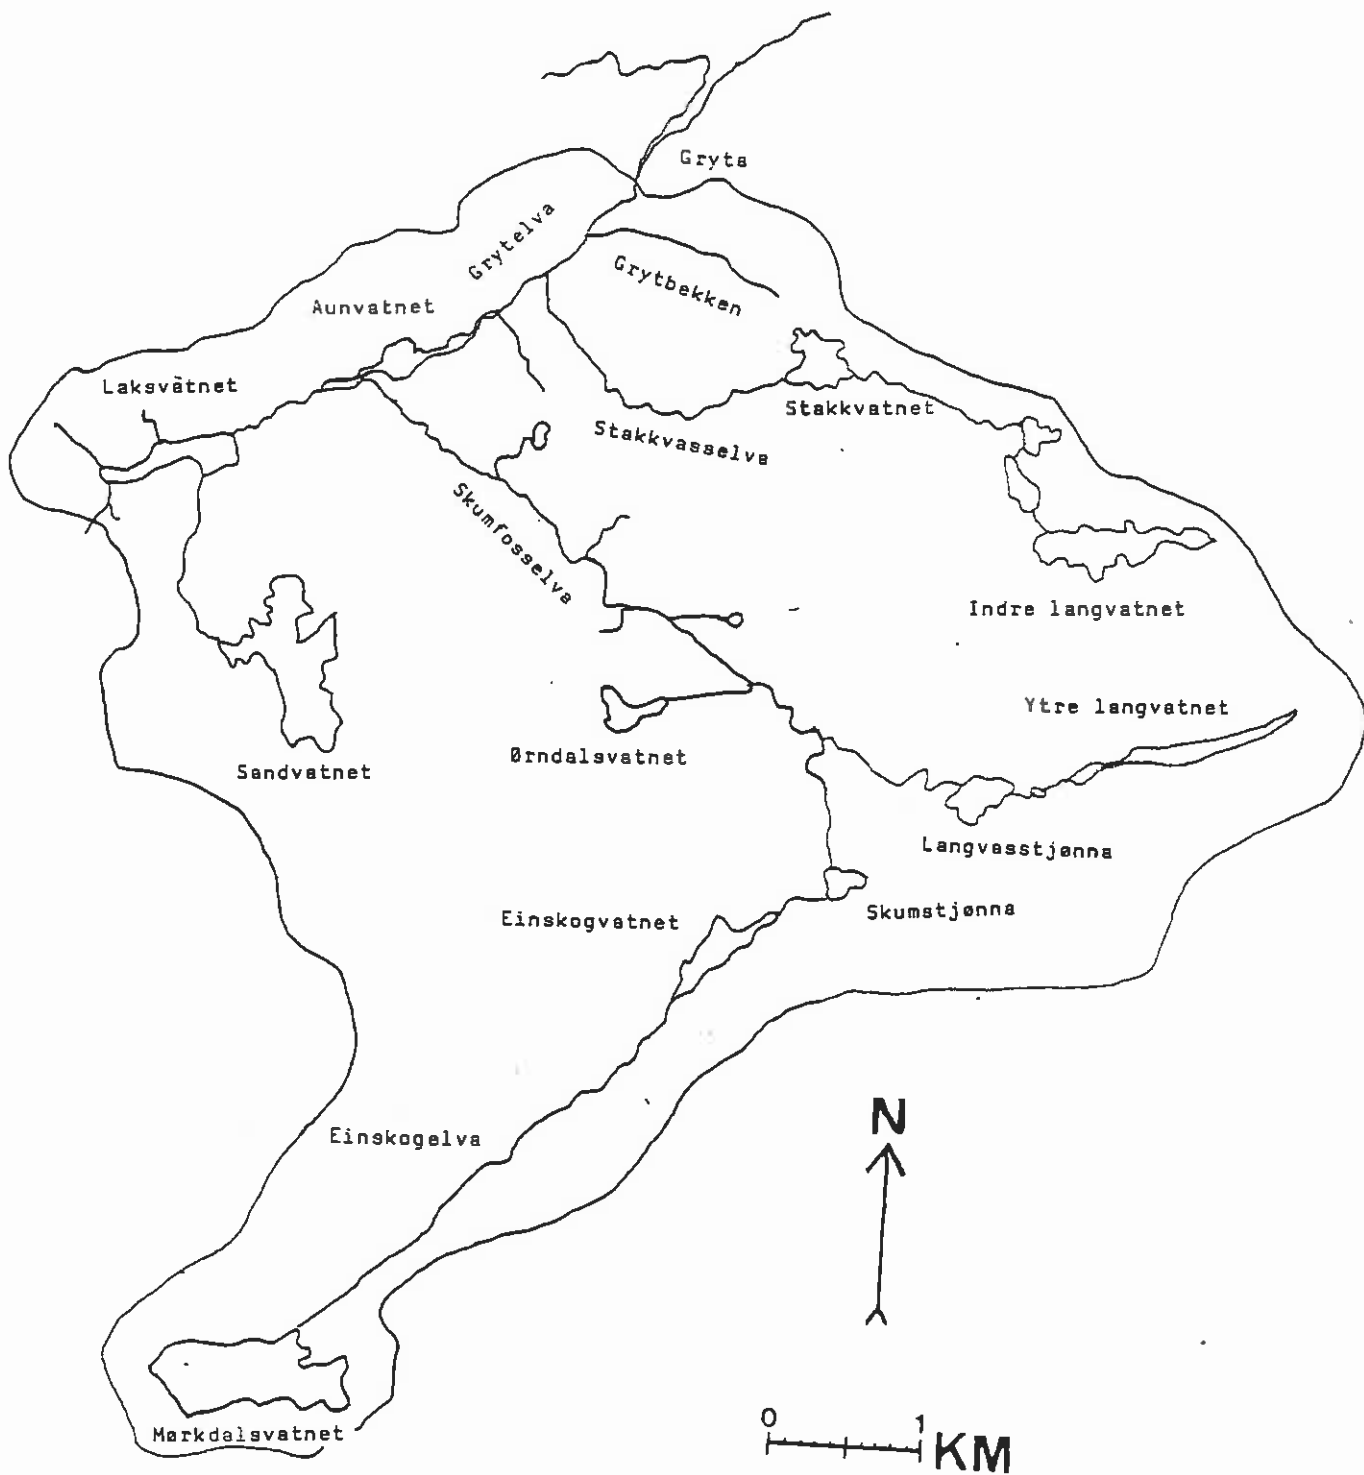 Gryta
Grytelva
Grytbekken
Aunvatnet
Laksvàtnet
Stakkvatnet
Stakkvasselva
Skumfosselva
Indre langvatnet
Ytre langvatnet
Sandvatnet
Ørndalsvatnet
Langvasstjønna
Einskogvatnet
Skumstjønna
N
Einskogelva
Mørkdalsvatnet
0 1
KM